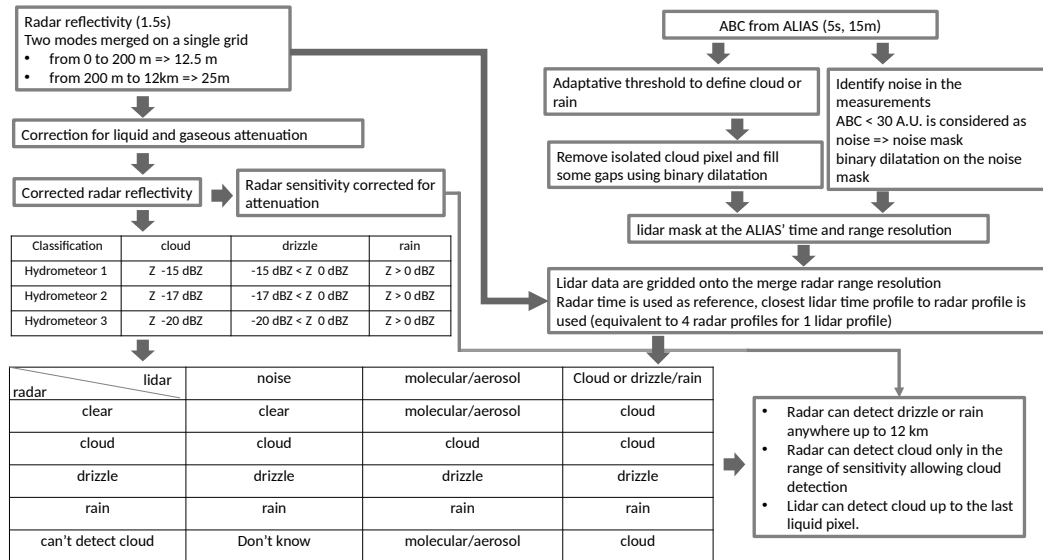 Radar reflectivity (1.5s)
Two modes merged on a single grid
• from 0 to 200 m => 12.5 m
• from 200 m to 12km => 25m
Correction for liquid and gaseous attenuation
Corrected radar reflectivity
Radar sensitivity corrected for
attenuation
Classification cloud drizzle rain
Hydrometeor 1 Z -15 dBZ -15 dBZ < Z 0 dBZ Z > 0 dBZ
Hydrometeor 2 Z -17 dBZ -17 dBZ < Z 0 dBZ Z > 0 dBZ
Hydrometeor 3 Z -20 dBZ -20 dBZ < Z 0 dBZ Z > 0 dBZ
ABC from ALIAS (5s, 15m)
Adaptative threshold to define cloud or
rain
Remove isolated cloud pixel and fill
some gaps using binary dilatation
Identify noise in the
measurements
ABC < 30 A.U. is considered as
noise => noise mask
binary dilatation on the noise
mask
lidar mask at the ALIAS' time and range resolution
Lidar data are gridded onto the merge radar range resolution
Radar time is used as reference, closest lidar time profile to radar profile is
used (equivalent to 4 radar profiles for 1 lidar profile)
lidar noise molecular/aerosol Cloud or drizzle/rain
radar
clear clear molecular/aerosol cloud
cloud cloud cloud cloud
drizzle drizzle drizzle drizzle
rain rain rain rain
can't detect cloud Don't know molecular/aerosol cloud
• Radar can detect drizzle or rain
anywhere up to 12 km
• Radar can detect cloud only in the
range of sensitivity allowing cloud
detection
• Lidar can detect cloud up to the last
liquid pixel.